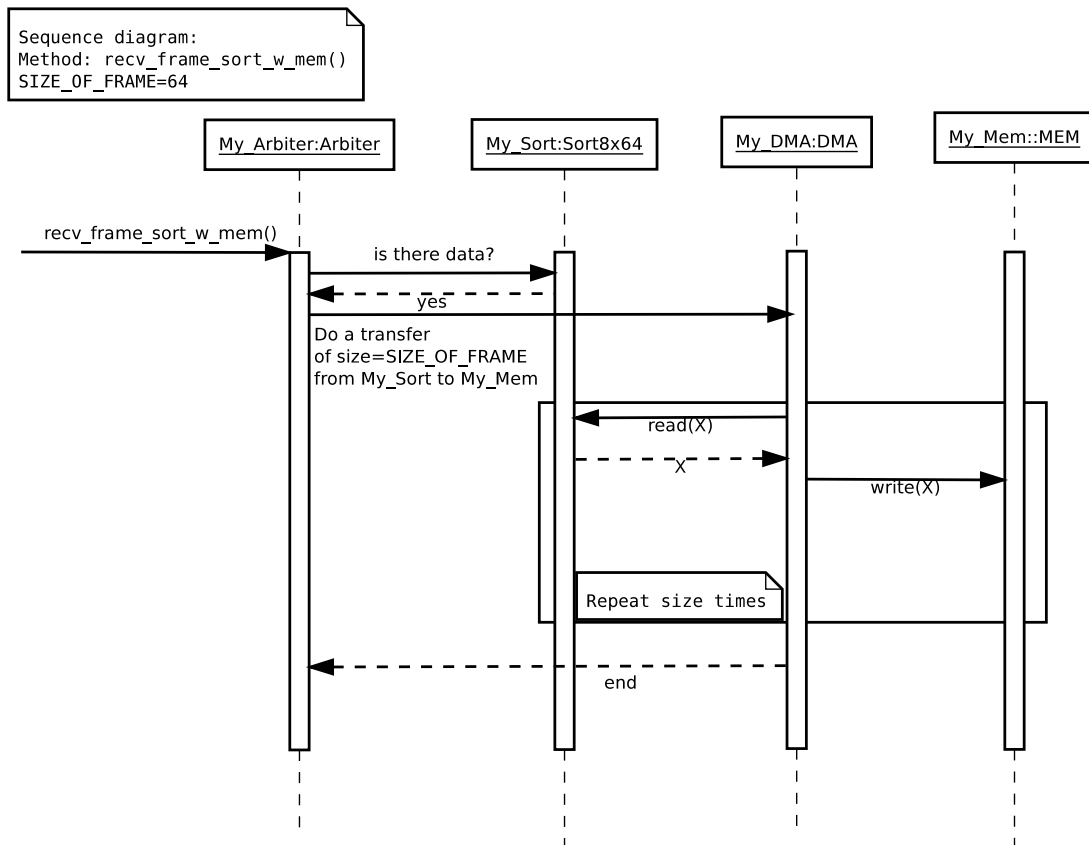 Sequence diagram:
Method: recv_frame_sort_w_mem()
SIZE_OF_FRAME=64
My_Arbiter:Arbiter
My_Sort:Sort8x64
My_DMA:DMA
My_Mem::MEM
recv_frame_sort_w_mem()
is there data?
yes
Do a transfer
of size=SIZE_OF_FRAME
from My_Sort to My_Mem
read(X)
X
write(X)
Repeat size times
end